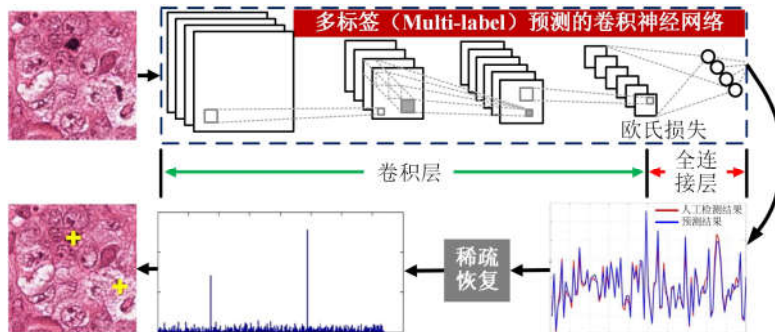 多标签（Multi-label）预测的卷积神经网络
欧氏损失
卷积层
全连
接层
人工检测结果
预测结果
稀疏
恢复